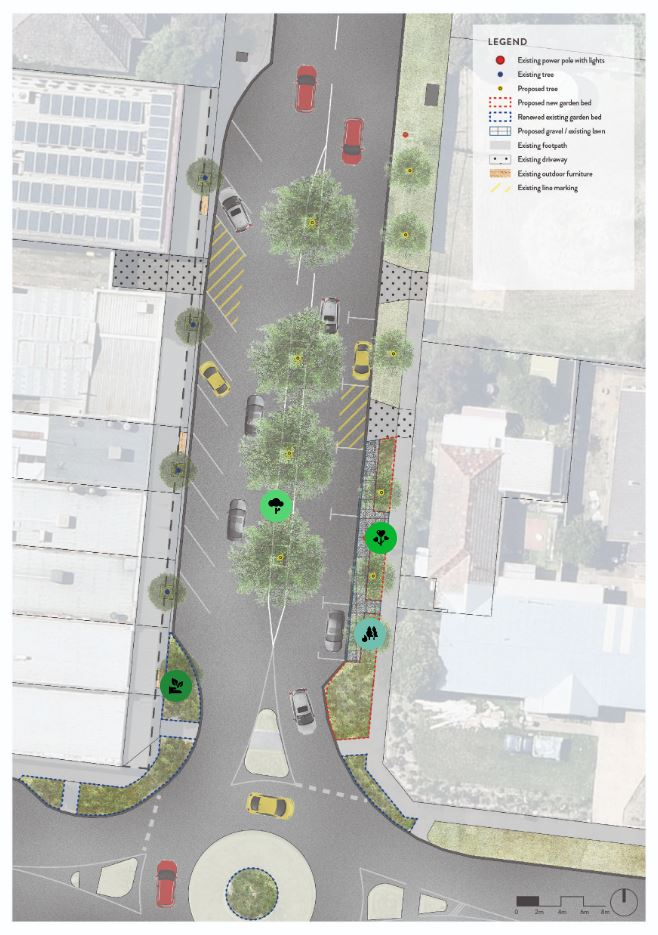 LEGEND
Existing power pole with lights
Existing tree
Proposed tree
Proposed new garden bed
Renewed existing garden bed
Proposed gravel / existing lawn
Existing footpath
Existing driveway
Existing outdoor furniture
Existing line marking
0 2m 4m 6m 8m